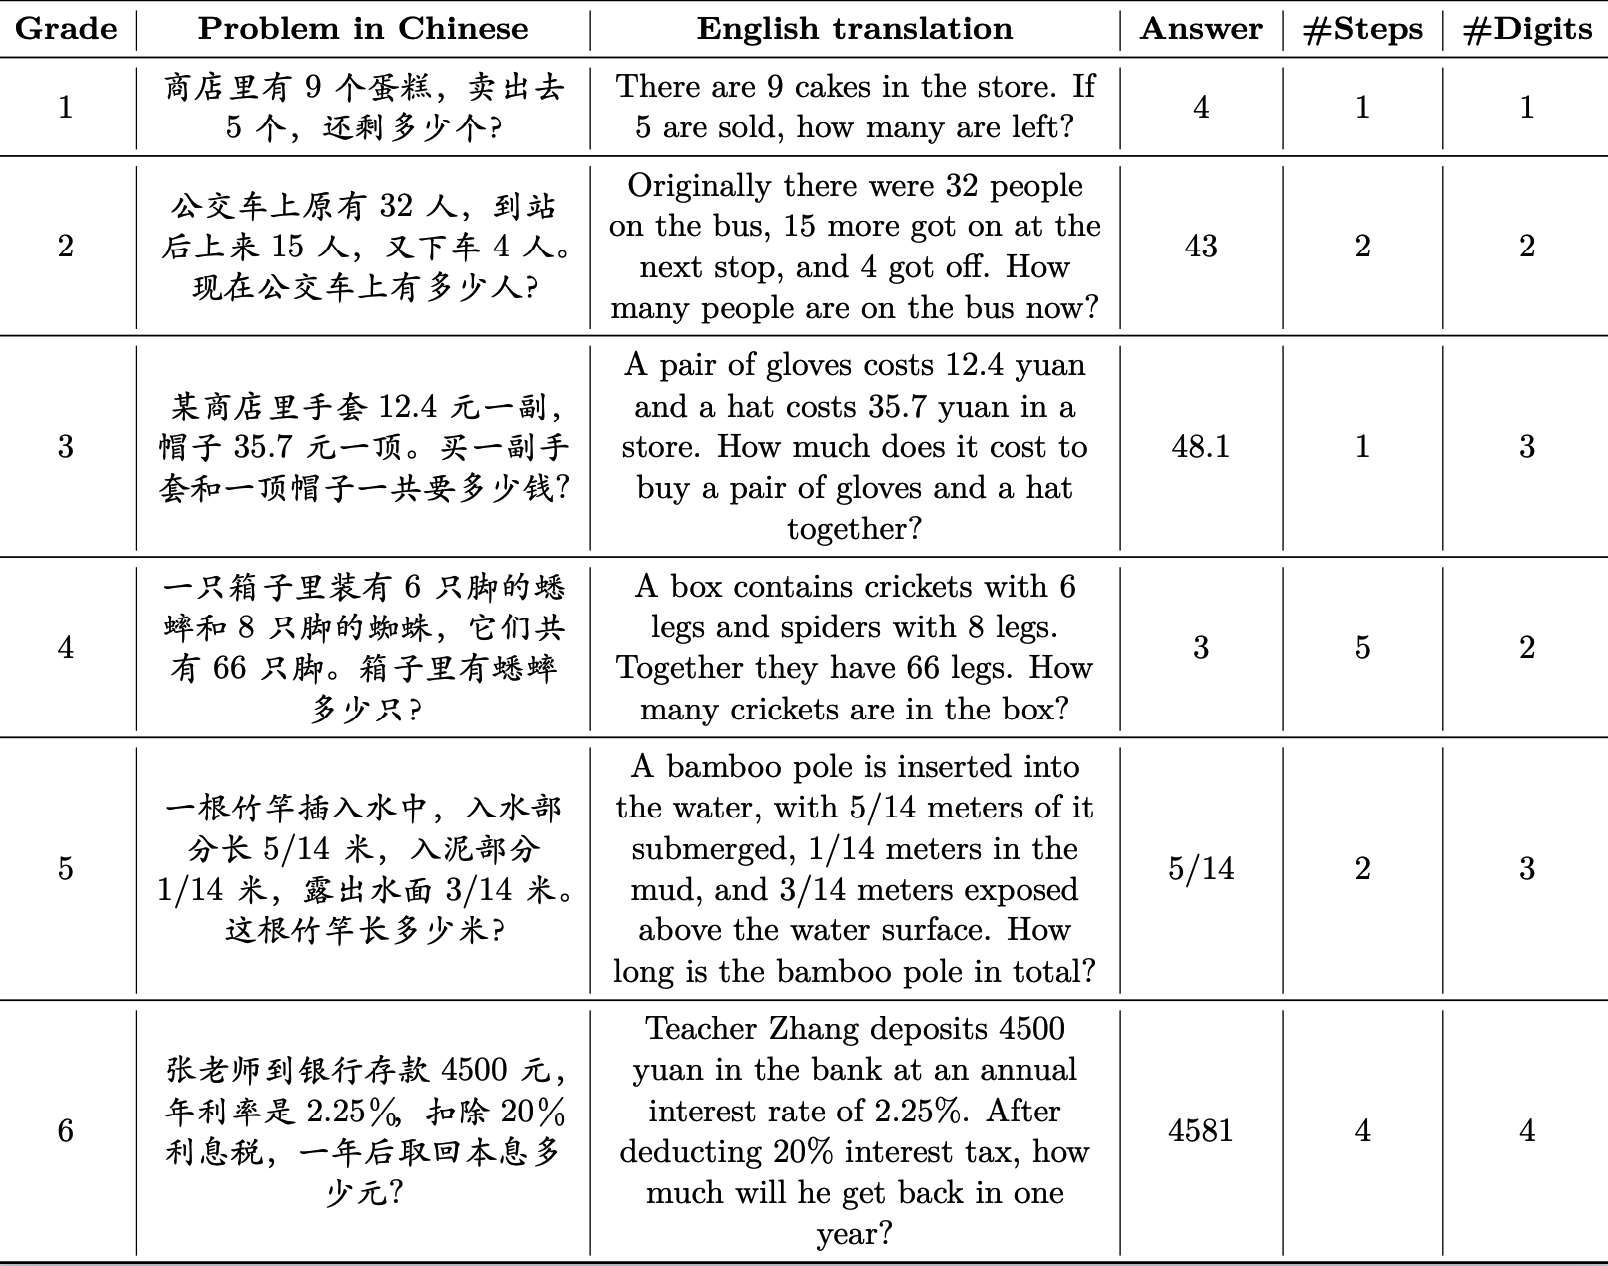 Grade Problem in Chinese English translation Answer #Steps #Digits
1
商店里有 9 个蛋糕，卖出去
5 个，还剩多少个?
There are 9 cakes in the store. If
5 are sold, how many are left?
4
1
1
2
公交车上原有 32 人，到站
后上来 15 人，又下车 4 人。
现在公交车上有多少人?
Originally there were 32 people
on the bus, 15 more got on at the
next stop, and 4 got off. How
many people are on the bus now?
43
2
2
3
某商店里手套 12.4 元一副，
帽子 35.7 元一顶。买一副手
套和一顶帽子一共要多少钱?
A pair of gloves costs 12.4 yuan
and a hat costs 35.7 yuan in a
store. How much does it cost to
buy a pair of gloves and a hat
together?
48.1
1
3
4
一只箱子里装有 6 只脚的蟋
蟀和 8 只脚的蜘蛛，它们共
有 66 只脚。箱子里有蟋蟀
多少只?
A box contains crickets with 6
legs and spiders with 8 legs.
Together they have 66 legs. How
many crickets are in the box?
3
5
2
5
一根竹竿插入水中，入水部
分长 5/14 米，入泥部分
1/14 米，露出水面 3/14 米。
这根竹竿长多少米?
A bamboo pole is inserted into
the water, with 5/14 meters of it
submerged, 1/14 meters in the
mud, and 3/14 meters exposed
above the water surface. How
long is the bamboo pole in total?
5/14
2
3
6
张老师到银行存款 4500 元，
年利率是 2.25%，扣除 20%
利息税，一年后取回本息多
少元?
Teacher Zhang deposits 4500
yuan in the bank at an annual
interest rate of 2.25%. After
deducting 20% interest tax, how
much will he get back in one
year?
4581
4
4